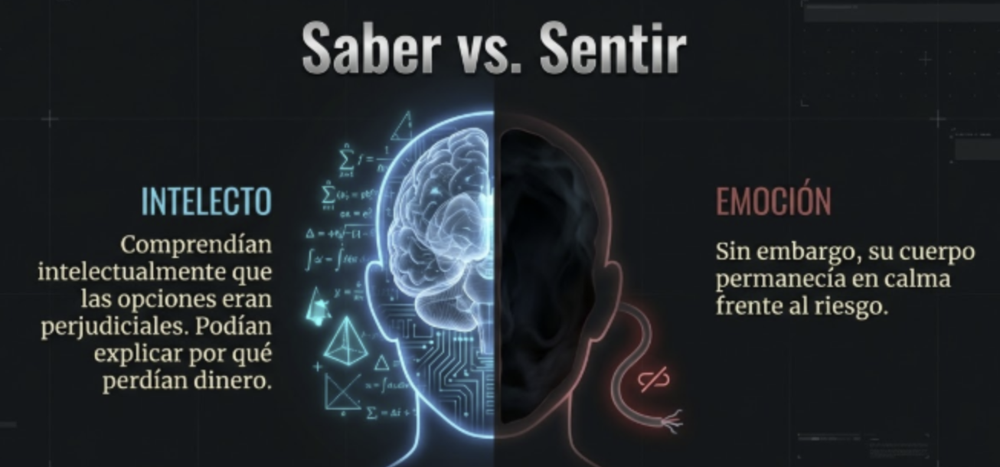 Saber vs. Sentir
INTELECTO
Comprendían
intelectualmente que
las opciones eran
perjudiciales. Podían
explicar por qué
perdían dinero.
EMOCIÓN
Sin embargo, su cuerpo
permanecía en calma
frente al riesgo.